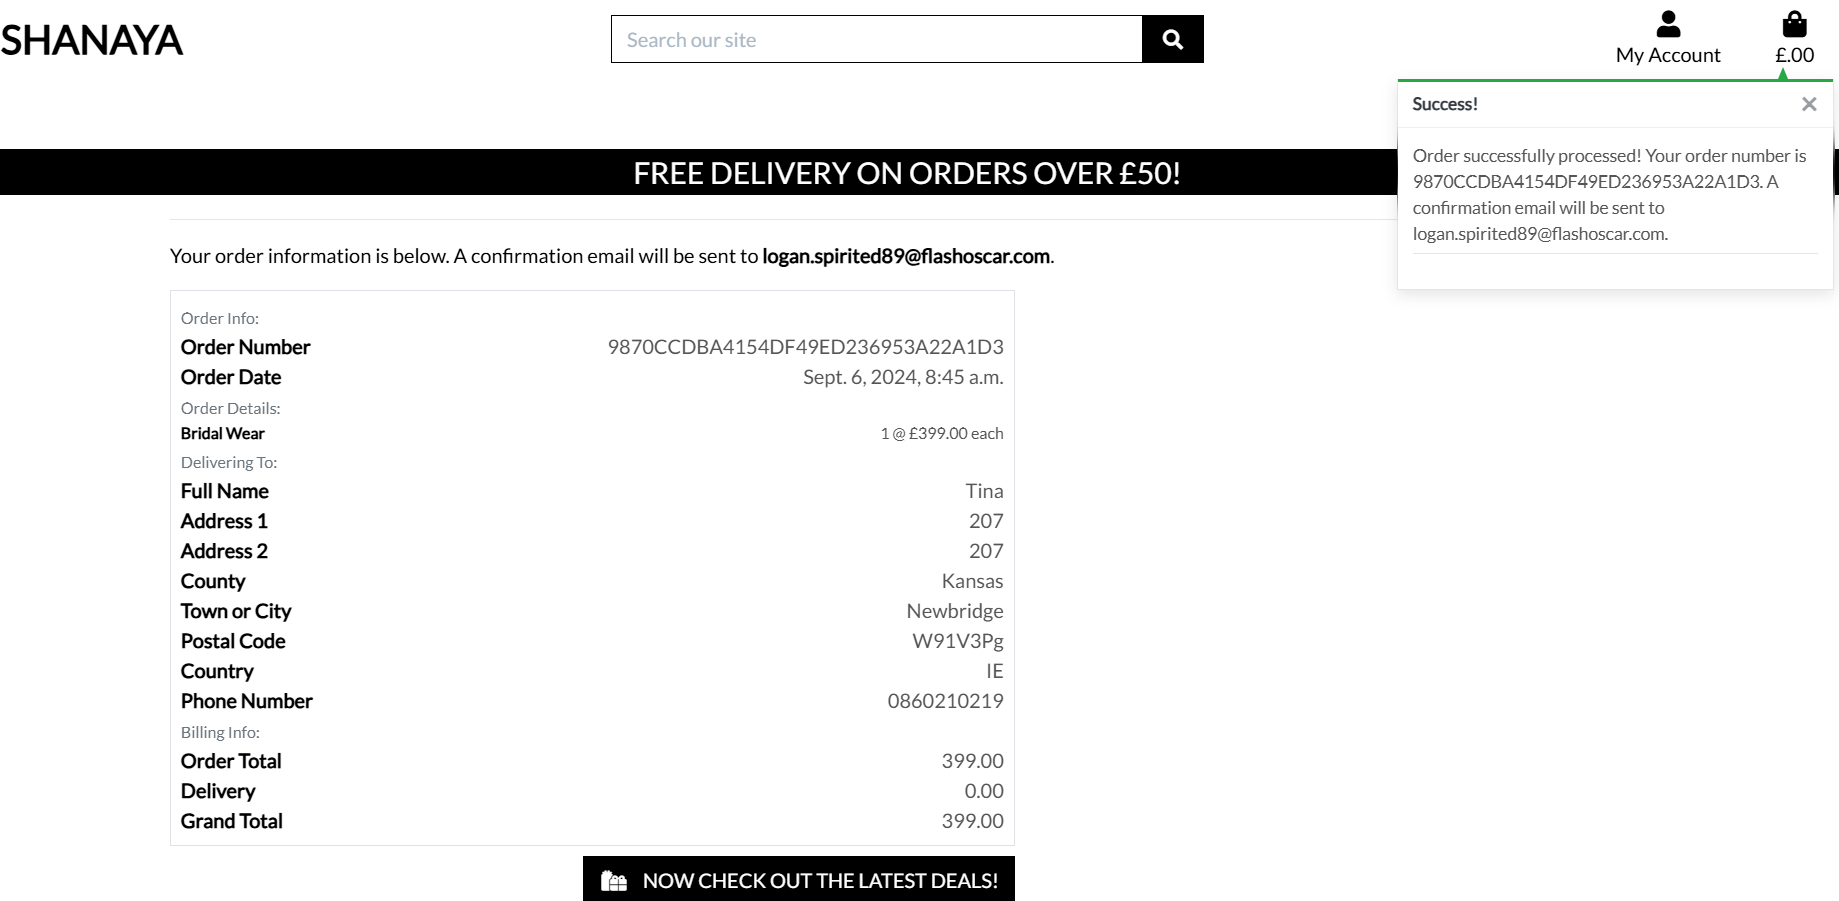 SHANAYA
Search our site
My Account
£.00
Success!
Order successfully processed! Your order number is
9870CCDBA4154DF49ED236953A22A1D3. A
confirmation email will be sent to
logan.spirited89@flashoscar.com.
FREE DELIVERY ON ORDERS OVER £50!
Your order information is below. A confirmation email will be sent to logan.spirited89@flashoscar.com.
Order Info:
Order Number 9870CCDBA4154DF49ED236953A22A1D3
Order Date Sept. 6, 2024, 8:45 a.m.
Order Details:
Bridal Wear 1 @ £399.00 each
Delivering To:
Full Name Tina
Address 1 207
Address 2 207
County Kansas
Town or City Newbridge
Postal Code W91V3Pg
Country IE
Phone Number 0860210219
Billing Info:
Order Total 399.00
Delivery 0.00
Grand Total 399.00
NOW CHECK OUT THE LATEST DEALS!